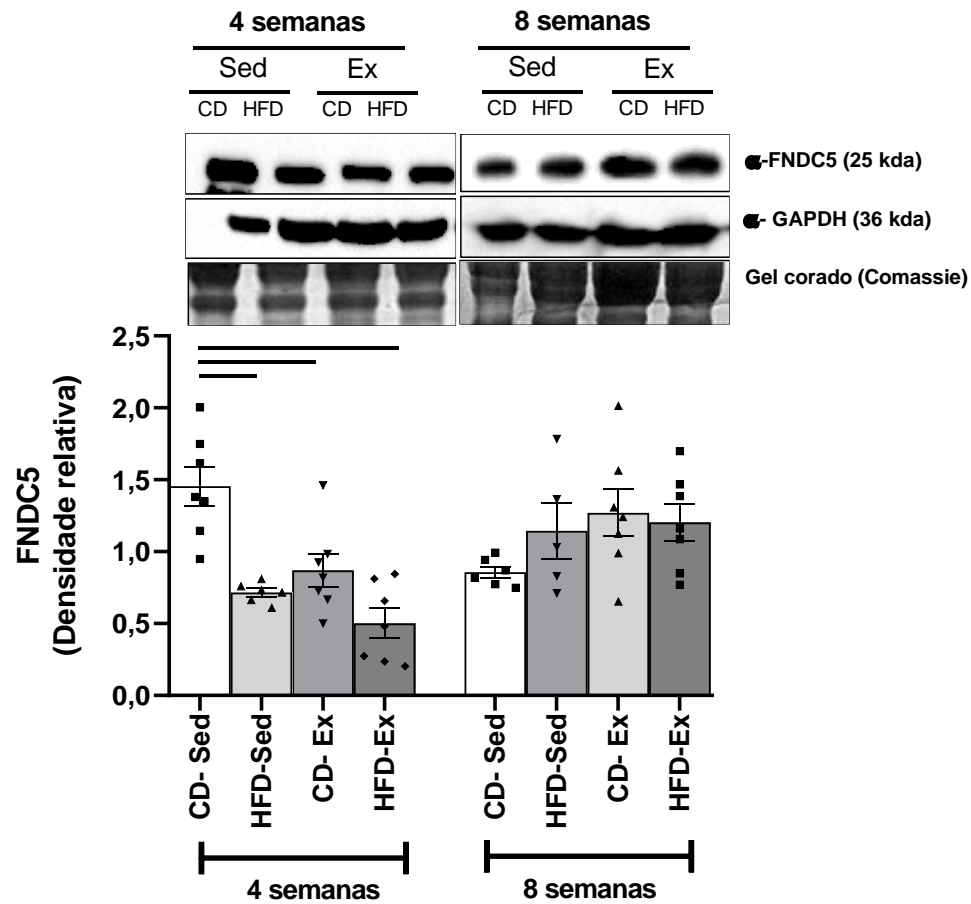 4 semanas 8 semanas
Sed Ex Sed Ex
CD HFD CD HFD CD HFD CD HFD
α-FNDC5 (25 kda)
α- GAPDH (36 kda)
Gel corado (Comassie)
FNDC5
(Densidade relativa)
2,5
2,0
1,5
1,0
0,5
0,0
CD- Sed HFD-Sed CD- Ex HFD-Ex CD- Sed HFD-Sed CD- Ex HFD-Ex
4 semanas 8 semanas